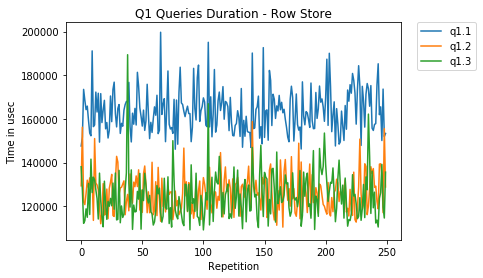 Q1 Queries Duration - Row Store
q1.1
q1.2
q1.3
Time in usec
200000
180000
160000
140000
120000
0
50
100
150
200
250
Repetition